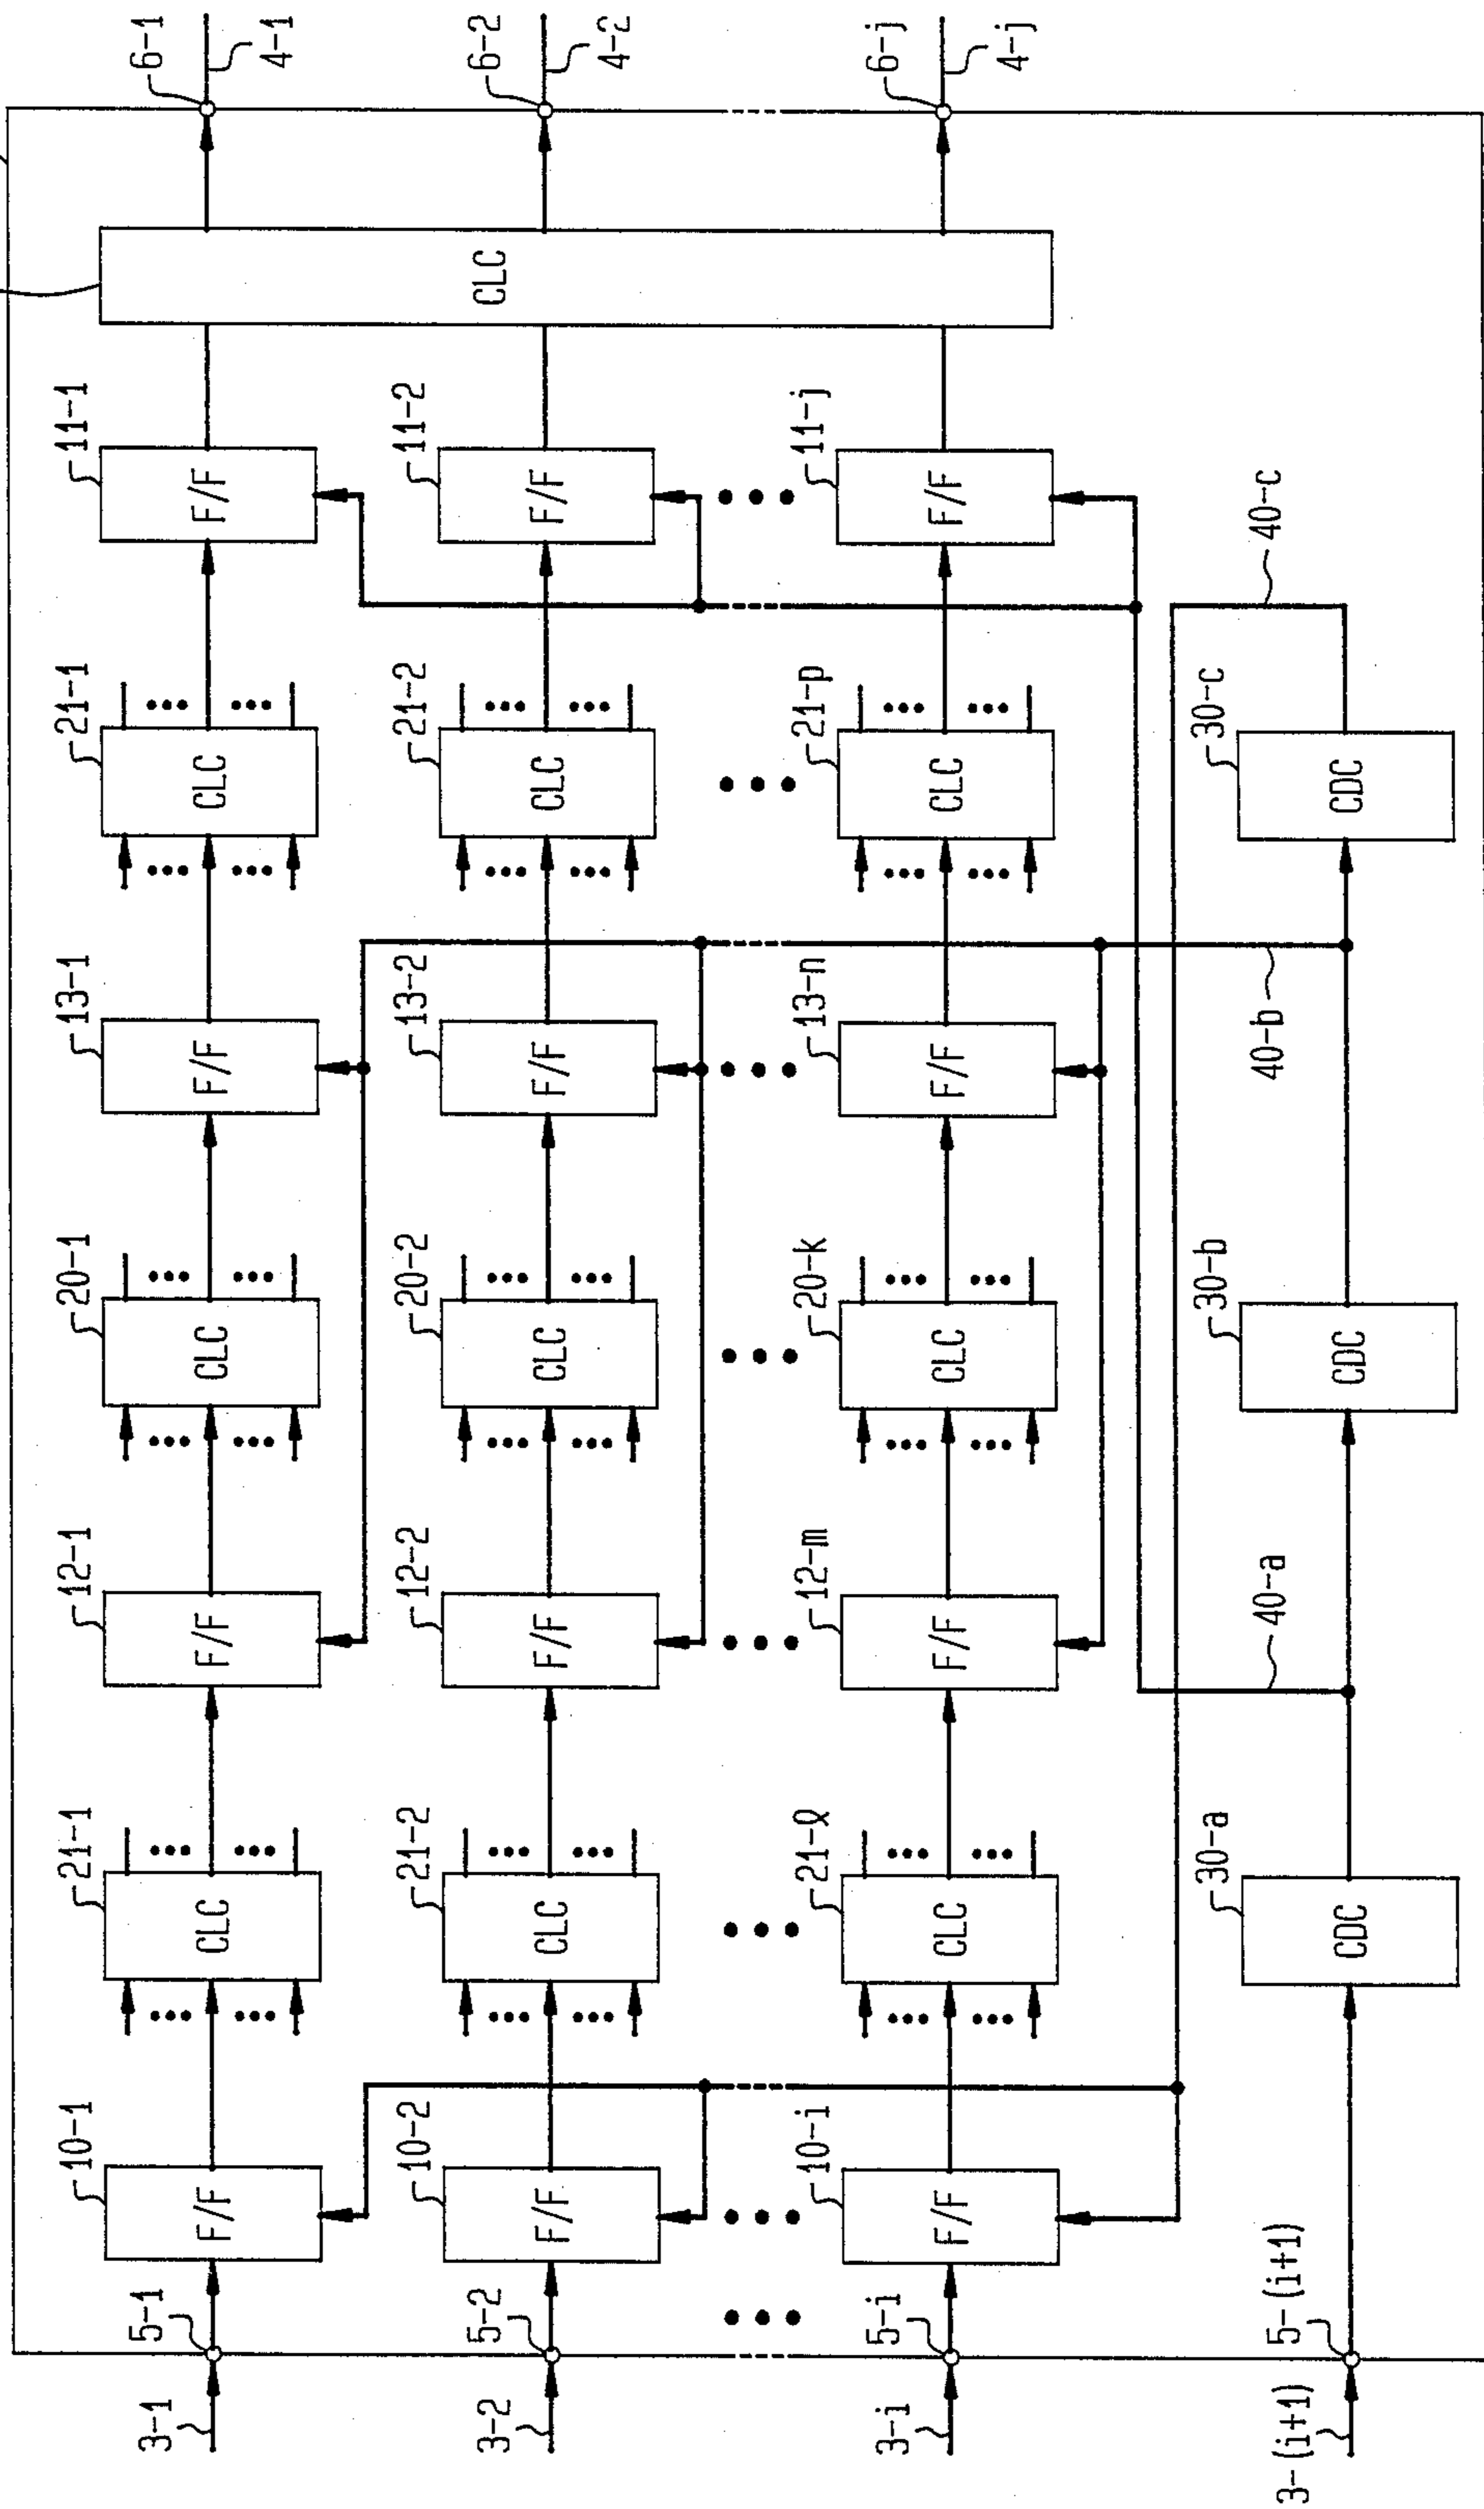 3-1
5-1
10-1
F/F
21-1
CLC
12-1
F/F
20-1
CLC
13-1
F/F
21-1
CLC
11-1
F/F
CLC
6-1
4-1
3-2
5-2
10-2
F/F
21-2
CLC
12-2
F/F
20-2
CLC
13-2
F/F
21-2
CLC
11-2
F/F
6-2
4-2
3-i
5-i
10-i
F/F
21-ℓ
CLC
12-m
F/F
20-k
CLC
13-n
F/F
21-p
CLC
11-j
F/F
6-j
4-j
3-(i+1)
5-(i+1)
30-a
CDC
40-a
30-b
CDC
40-b
30-c
CDC
40-c